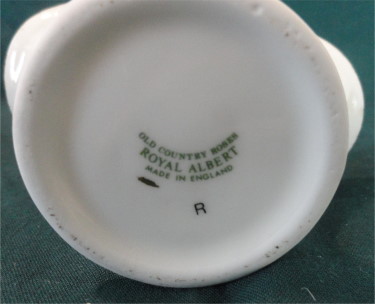 OLD COUNTRY ROSES
ROYAL ALBERT
MADE IN ENGLAND
R